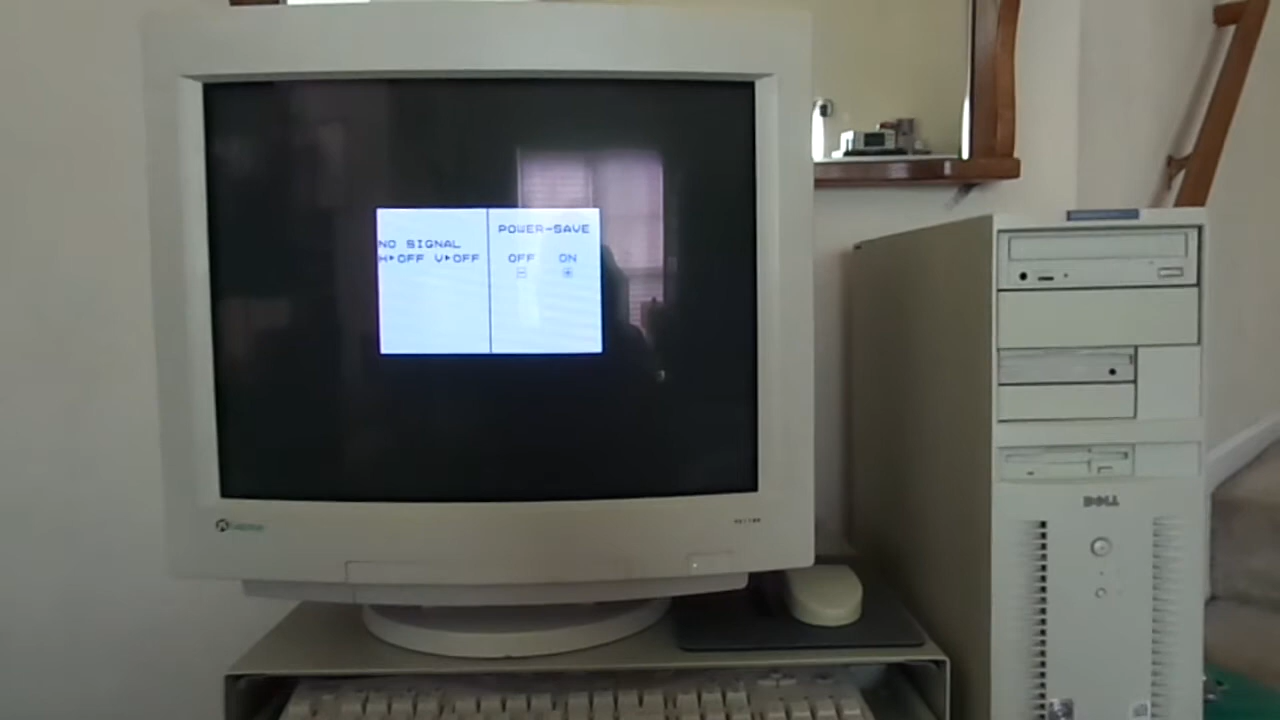 POWER-SAVE
NO SIGNAL
H▸OFF V▸OFF
OFF ON
DELL